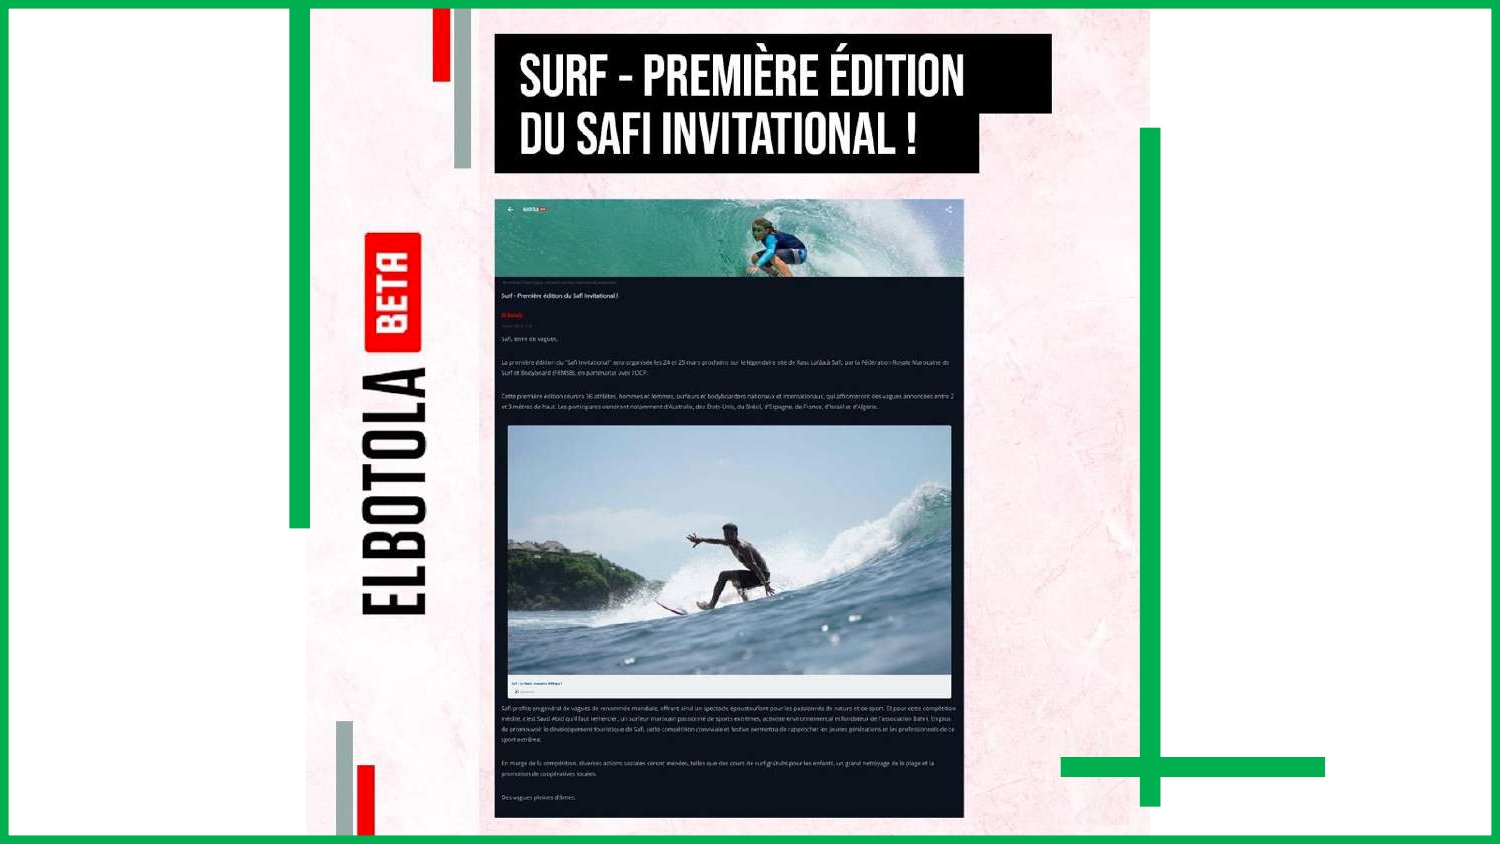 SURF - PREMIÈRE ÉDITION
DU SAFI INVITATIONAL !
ELBOTOLA BETA
Surf - Première édition du Safi Invitational !
El Botola
Safi, terre de vagues.
La première édition du "Safi Invitational" sera organisée les 24 et 25 mars prochains sur le légendaire site de Rass Lafâa à Safi, par la Fédération Royale Marocaine de
Surf et Bodyboard (FRMSB), en partenariat avec l'OCP.
Cette première édition réunira 36 athlètes, hommes et femmes, surfeurs et bodyboarders nationaux et internationaux, qui affronteront des vagues annoncées entre 2
et 3 mètres de haut. Les participants viendront notamment d'Australie, des États-Unis, du Brésil, d'Espagne, de France, d'Israël et d'Algérie.
Safi profite en général de vagues de renommée mondiale, offrant ainsi un spectacle époustouflant pour les passionnés de nature et de sport. Et pour cette compétition
inédite, c'est Saad Abid qu'il faut remercier, un surfeur marocain passionné de sports extrêmes, activiste environnemental et fondateur de l'association Bahri. En plus
de promouvoir le développement touristique de Safi, cette compétition conviviale et festive permettra de rapprocher les jeunes générations et les professionnels de ce
sport extrême.
En marge de la compétition, diverses actions sociales seront menées, telles que des cours de surf gratuits pour les enfants, un grand nettoyage de la plage et la
promotion de coopératives locales.
Des vagues pleines d'âmes.